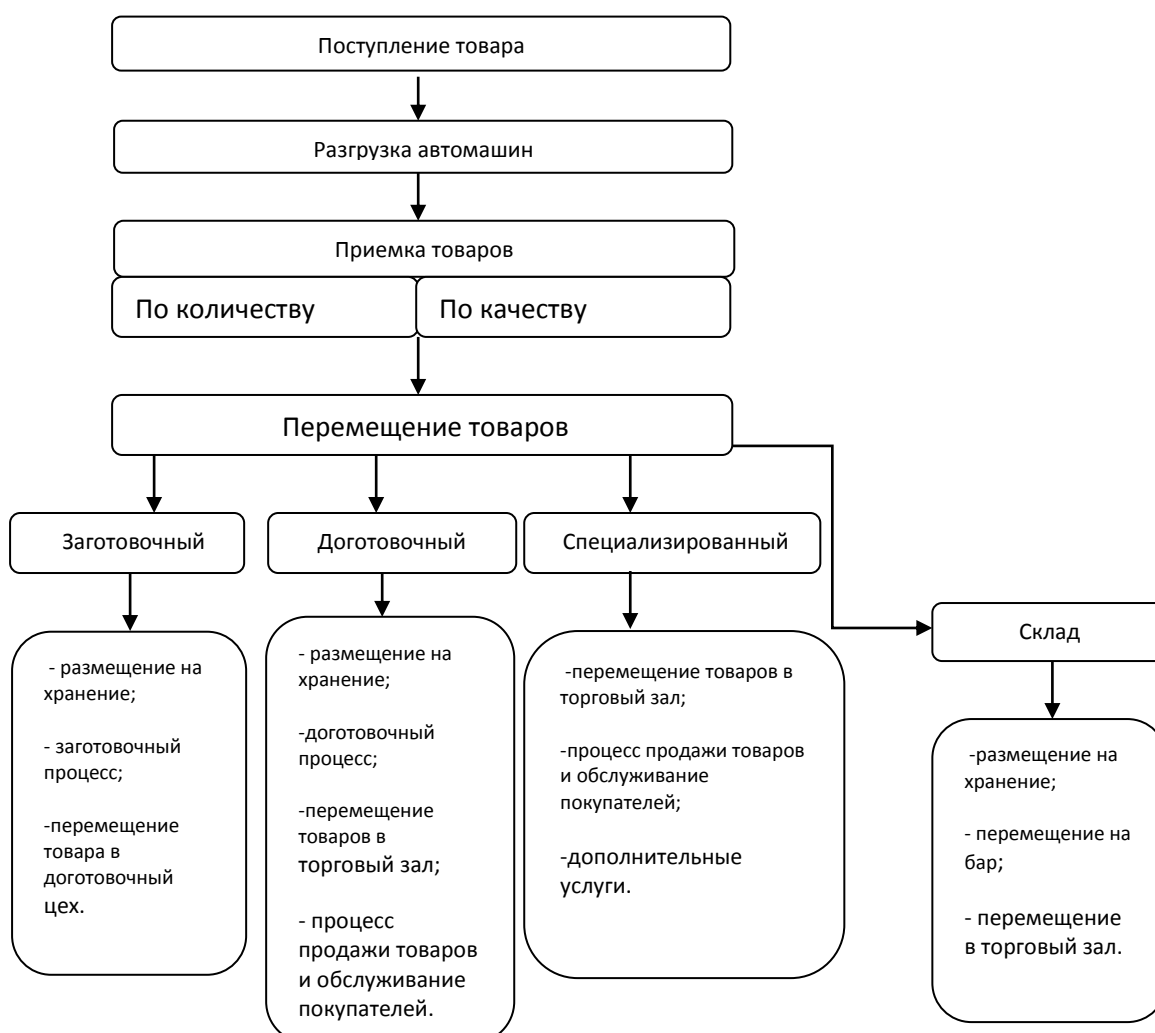 Поступление товара
Разгрузка автомашин
Приемка товаров
По количеству
По качеству
Перемещение товаров
Заготовочный
Доготовочный
Специализированный
Склад
- размещение на
хранение;
- заготовочный
процесс;
-перемещение
товара в
доготовочный
цех.
- размещение на
хранение;
-доготовочный
процесс;
-перемещение
товаров в
торговый зал;
- процесс
продажи товаров
и обслуживание
покупателей.
-перемещение товаров в
торговый зал;
-процесс продажи товаров
и обслуживание
покупателей;
-дополнительные
услуги.
-размещение на
хранение;
- перемещение на
бар;
- перемещение
в торговый зал.